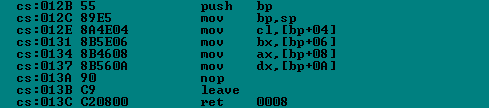 cs:012B 55 push bp
cs:012C 89E5 mov bp,sp
cs:012E 8A4E04 mov cl,[bp+04]
cs:0131 8B5E06 mov bx,[bp+06]
cs:0134 8B4608 mov ax,[bp+08]
cs:0137 8B560A mov dx,[bp+0A]
cs:013A 90 nop
cs:013B C9 leave
cs:013C C20800 ret 0008